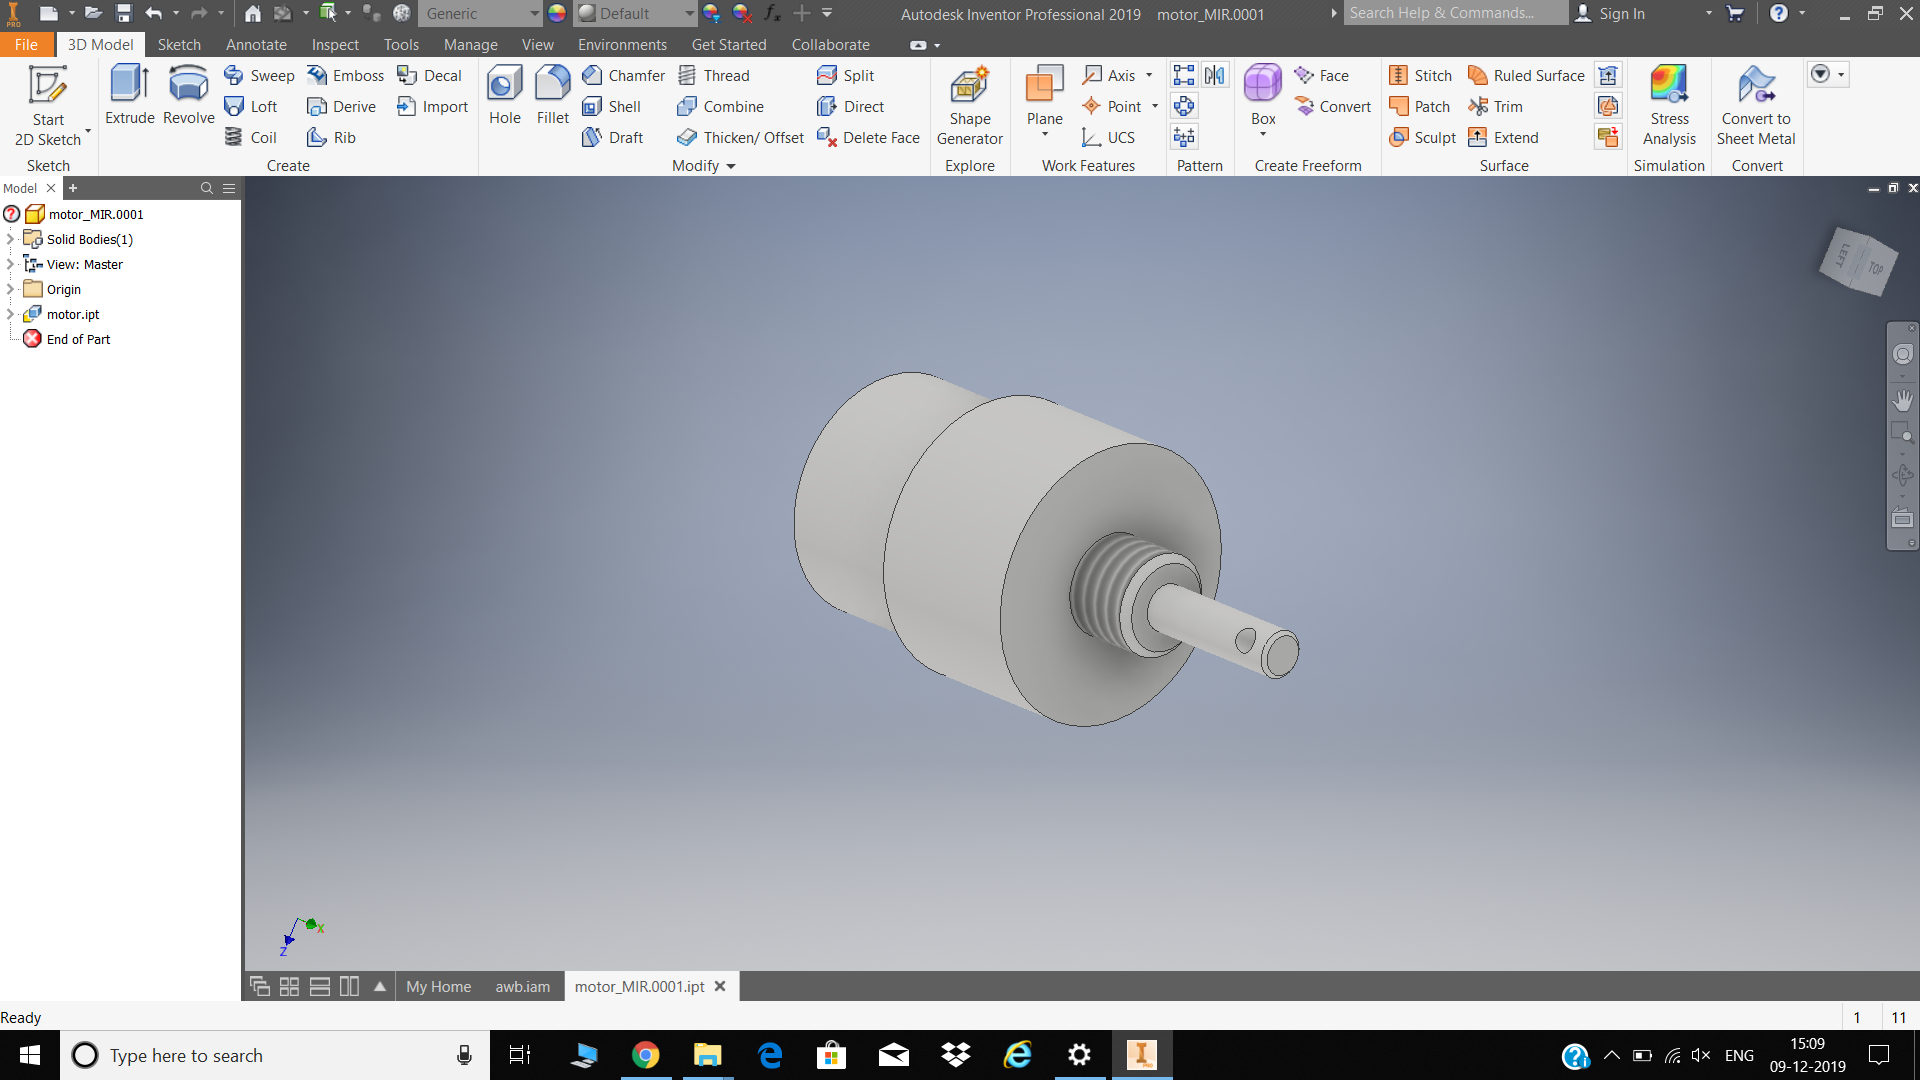 Generic
Default
Autodesk Inventor Professional 2019 motor_MIR.0001
Search Help & Commands...
Sign In
File
3D Model
Sketch
Annotate
Inspect
Tools
Manage
View
Environments
Get Started
Collaborate
Start
2D Sketch
Sketch
Extrude
Revolve
Sweep
Loft
Coil
Emboss
Derive
Rib
Decal
Import
Create
Hole
Fillet
Chamfer
Shell
Draft
Thread
Combine
Thicken/ Offset
Split
Direct
Delete Face
Modify
Shape
Generator
Explore
Plane
Axis
Point
UCS
Work Features
Pattern
Box
Face
Convert
Create Freeform
Stitch
Patch
Sculpt
Ruled Surface
Trim
Extend
Surface
Stress
Analysis
Simulation
Convert to
Sheet Metal
Convert
Model
motor_MIR.0001
Solid Bodies(1)
View: Master
Origin
motor.ipt
End of Part
LEFT
TOP
X
Z
My Home
awb.iam
motor_MIR.0001.ipt
Ready
1
11
Type here to search
ENG
15:09
09-12-2019